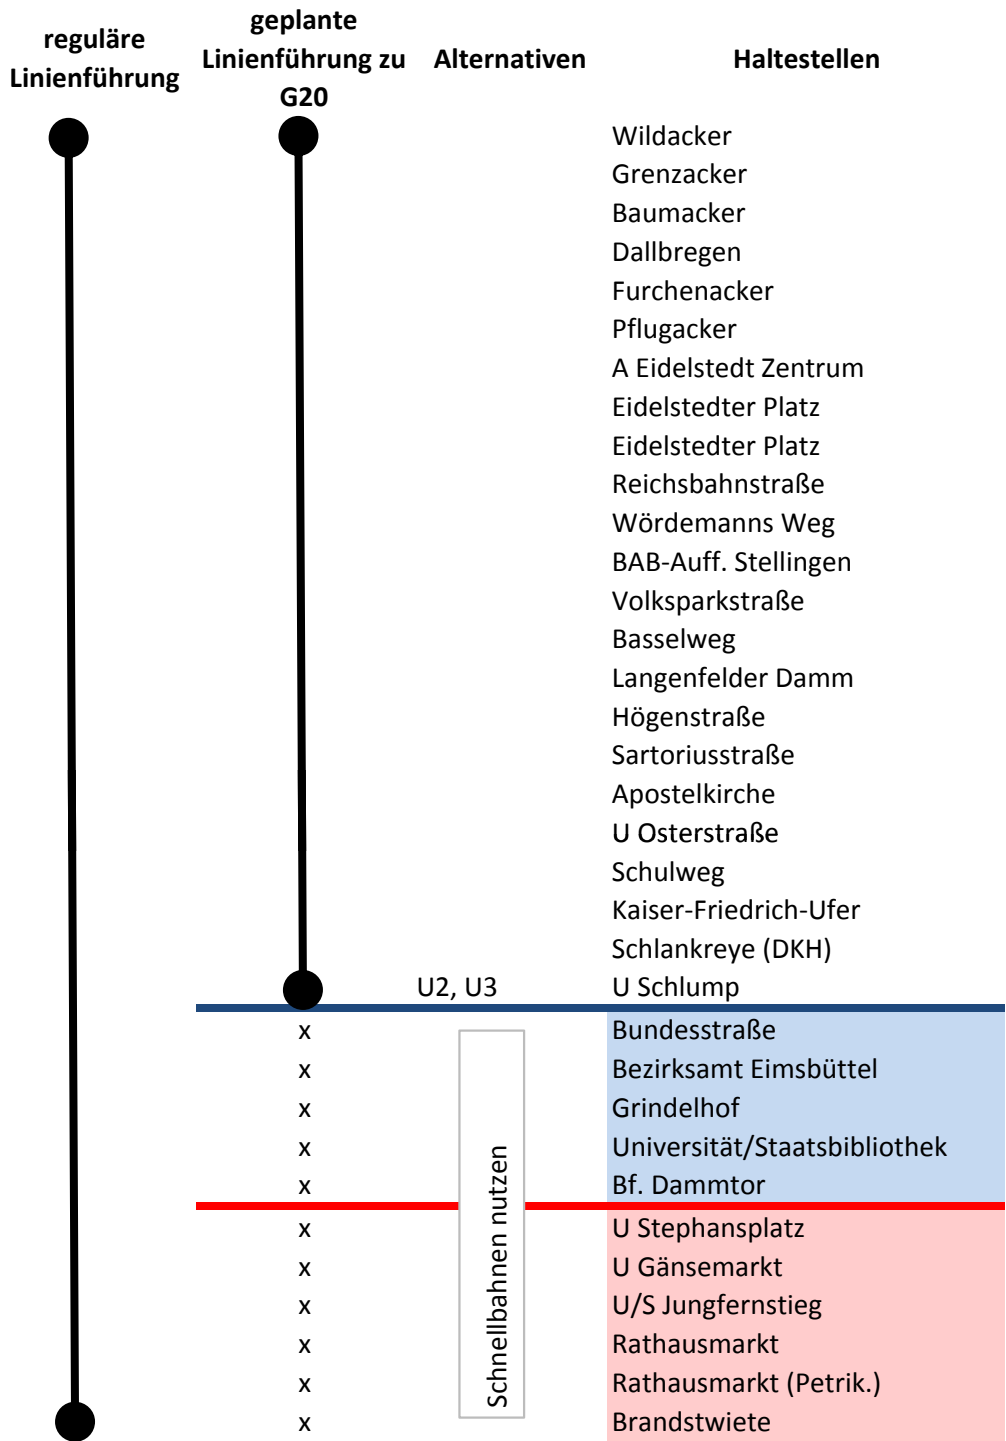 reguläre
Linienführung
geplante
Linienführung zu
G20
Alternativen
Haltestellen
Wildacker
Grenzacker
Baumacker
Dallbregen
Furchenacker
Pflugacker
A Eidelstedt Zentrum
Eidelstedter Platz
Eidelstedter Platz
Reichsbahnstraße
Wördemanns Weg
BAB-Auff. Stellingen
Volksparkstraße
Basselweg
Langenfelder Damm
Högenstraße
Sartoriusstraße
Apostelkirche
U Osterstraße
Schulweg
Kaiser-Friedrich-Ufer
Schlankreye (DKH)
U2, U3 U Schlump
x Bundesstraße
x Bezirksamt Eimsbüttel
x Grindelhof
x Universität/Staatsbibliothek
x Bf. Dammtor
x U Stephansplatz
x U Gänsemarkt
x U/S Jungfernstieg
x Rathausmarkt
x Rathausmarkt (Petrik.)
x Brandstwiete
Schnellbahnen nutzen